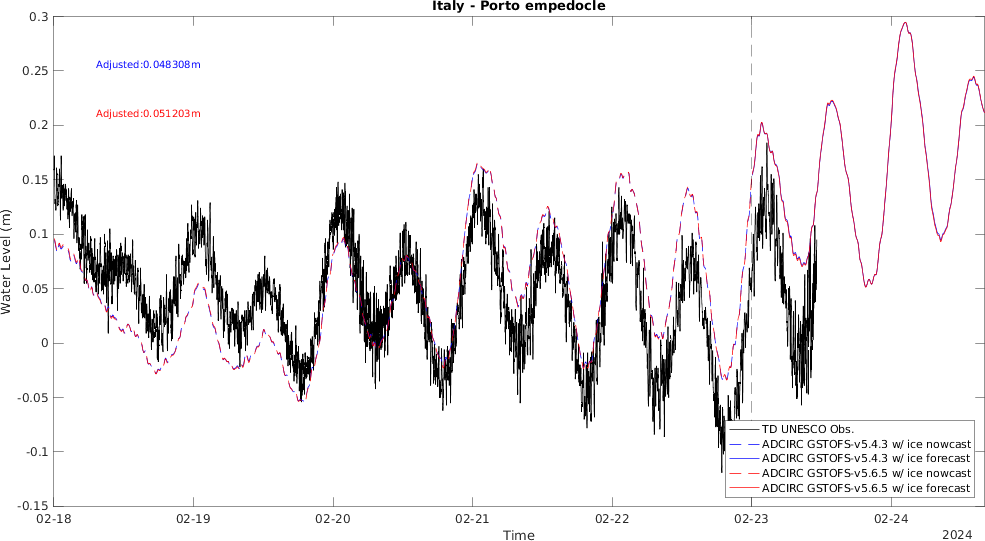 Italy - Porto empedocle
0.3
0.25
0.2
0.15
0.1
0.05
0
-0.05
-0.1
-0.15
Water Level (m)
Adjusted:0.048308m
Adjusted:0.051203m
TD UNESCO Obs.
ADCIRC GSTOFS-v5.4.3 w/ ice nowcast
ADCIRC GSTOFS-v5.4.3 w/ ice forecast
ADCIRC GSTOFS-v5.6.5 w/ ice nowcast
ADCIRC GSTOFS-v5.6.5 w/ ice forecast
02-18 02-19 02-20 02-21 02-22 02-23 02-24
Time
2024